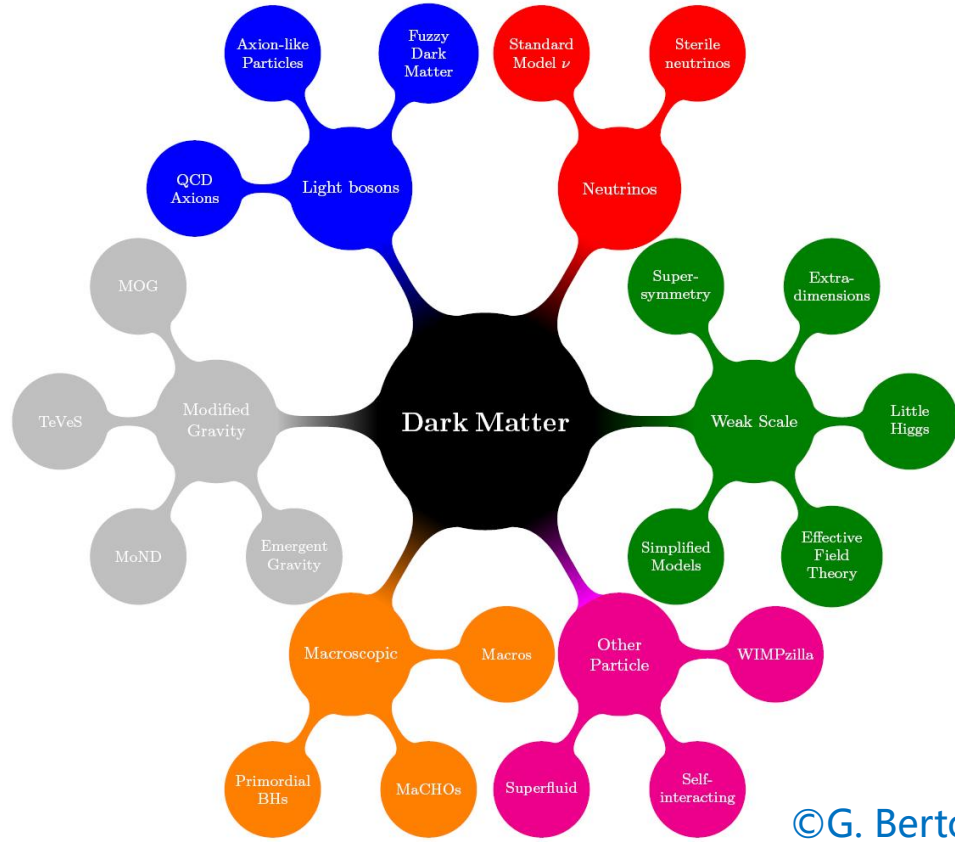 Axion-like
Particles
Fuzzy
Dark
Matter
Standard
Model ν
Sterile
neutrinos
QCD
Axions
Light bosons
Neutrinos
MOG
Super-
symmetry
Extra-
dimensions
TeVeS
Modified
Gravity
Dark Matter
Weak Scale
Little
Higgs
MoND
Emergent
Gravity
Simplified
Models
Effective
Field
Theory
Macroscopic
Macros
Other
Particle
WIMPzilla
Primordial
BHs
MaCHOs
Superfluid
Self-
interacting
©G. Berto